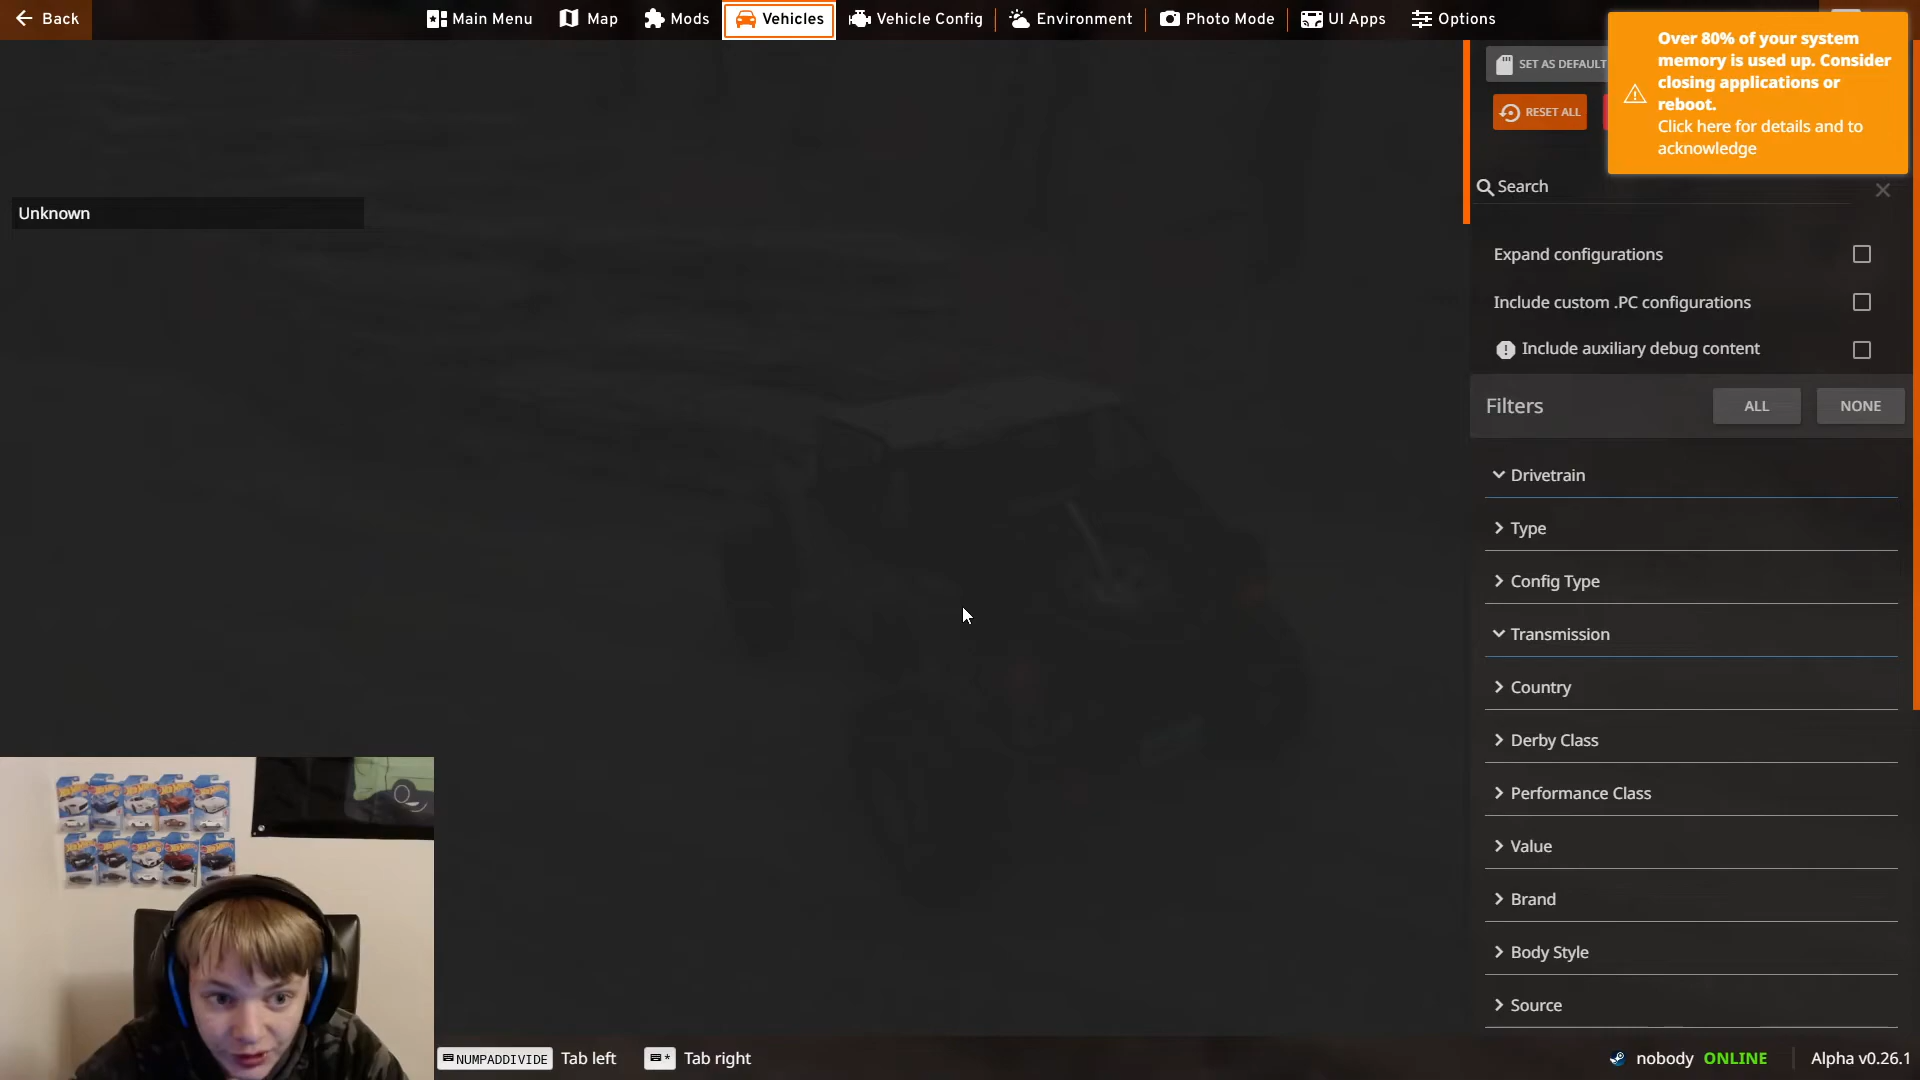 Back
Main Menu
Map
Mods
Vehicles
Vehicle Config
Environment
Photo Mode
UI Apps
Options
Over 80% of your system
memory is used up. Consider
closing applications or
reboot.
Click here for details and to
acknowledge
SET AS DEFAULT
RESET ALL
Search
Unknown
Expand configurations
Include custom .PC configurations
Include auxiliary debug content
Filters
ALL
NONE
Drivetrain
Type
Config Type
Transmission
Country
Derby Class
Performance Class
Value
Brand
Body Style
Source
NUMPADDIVIDE Tab left
* Tab right
nobody ONLINE
Alpha v0.26.1